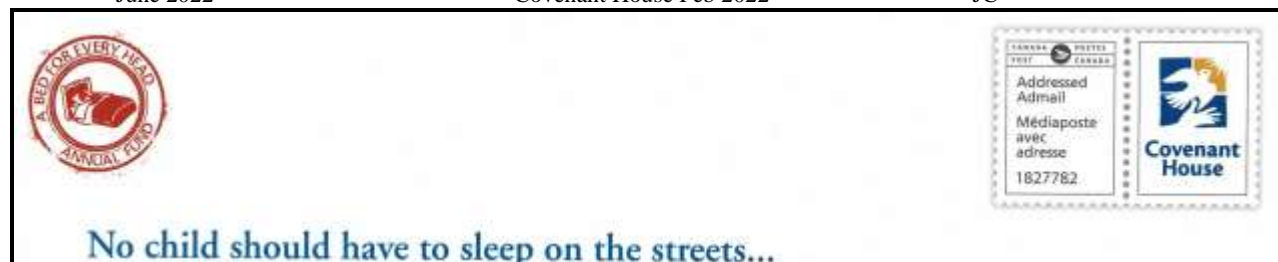 June 2022 Covenant House Feb 2022 JC
A BED FOR EVERY HEAD
ANNUAL FUND
CANADA POSTES
POST CANADA
Addressed
Admail
Médiaposte
avec
adresse
1827782
Covenant
House
No child should have to sleep on the streets...